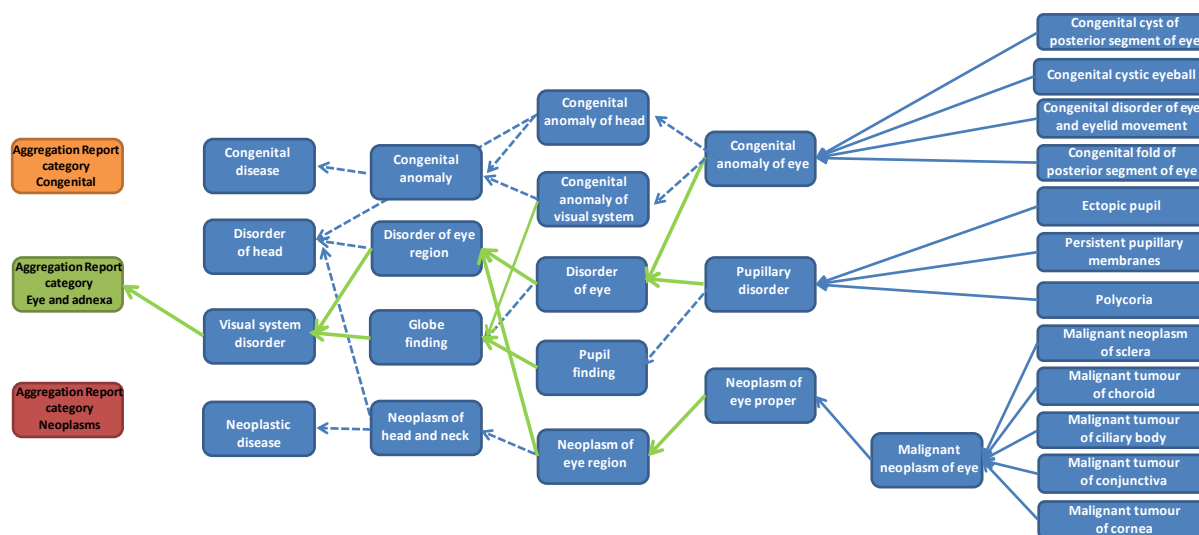 Aggregation Report
category
Congenital
Aggregation Report
category
Eye and adnexa
Aggregation Report
category
Neoplasms
Congenital
disease
Disorder
of head
Visual system
disorder
Neoplastic
disease
Congenital
anomaly
Disorder of eye
region
Globe
finding
Neoplasm of
head and neck
Congenital
anomaly of head
Congenital
anomaly of
visual system
Disorder
of eye
Pupil
finding
Neoplasm of
eye region
Congenital
anomaly of eye
Pupillary
disorder
Neoplasm of
eye proper
Malignant
neoplasm of eye
Congenital cyst of
posterior segment of eye
Congenital cystic eyeball
Congenital disorder of eye
and eyelid movement
Congenital fold of
posterior segment of eye
Ectopic pupil
Persistent pupillary
membranes
Polycoria
Malignant neoplasm
of sclera
Malignant tumour
of choroid
Malignant tumour
of ciliary body
Malignant tumour
of conjunctiva
Malignant tumour
of cornea